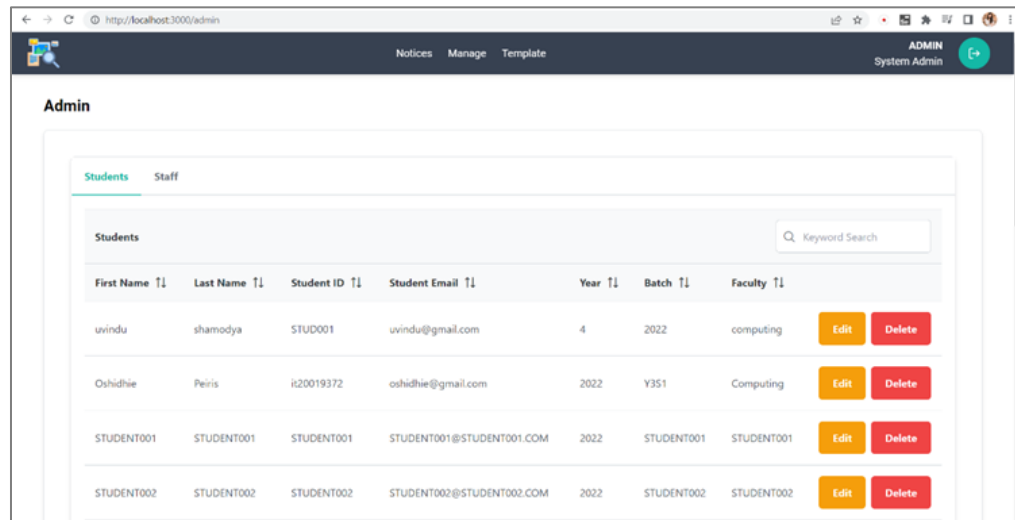 http://localhost:3000/admin
Notices Manage Template
ADMIN
System Admin
Admin
Students Staff
Students
Keyword Search
First Name Last Name Student ID Student Email Year Batch Faculty
uvindu shamodya STUD001 uvindu@gmail.com 4 2022 computing Edit Delete
Oshidhie Peiris it20019372 oshidhie@gmail.com 2022 Y3S1 Computing Edit Delete
STUDENT001 STUDENT001 STUDENT001 STUDENT001@STUDENT001.COM 2022 STUDENT001 STUDENT001 Edit Delete
STUDENT002 STUDENT002 STUDENT002 STUDENT002@STUDENT002.COM 2022 STUDENT002 STUDENT002 Edit Delete